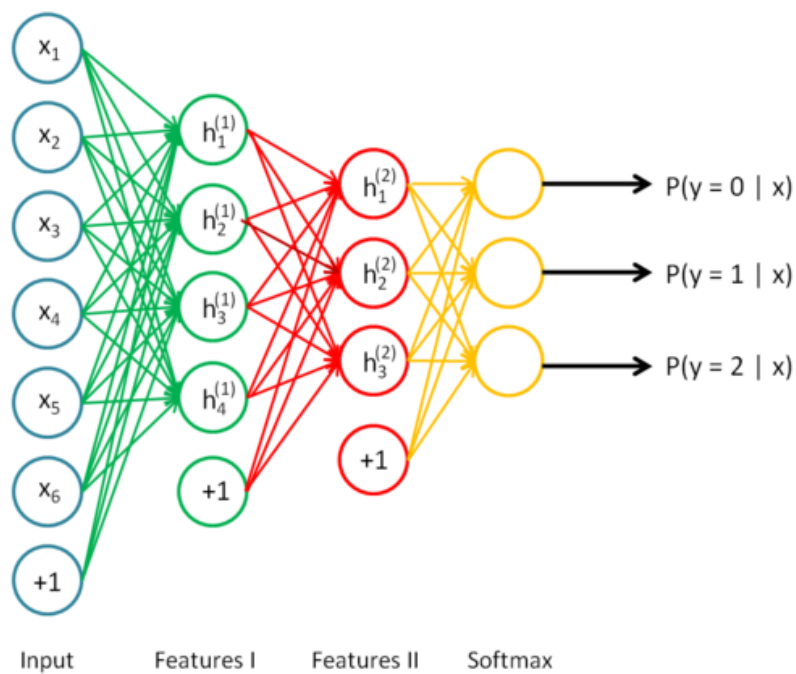 x₁
x₂
x₃
x₄
x₅
x₆
+1
h₁⁽¹⁾
h₂⁽¹⁾
h₃⁽¹⁾
h₄⁽¹⁾
+1
h₁⁽²⁾
h₂⁽²⁾
h₃⁽²⁾
+1
P(y = 0 | x)
P(y = 1 | x)
P(y = 2 | x)
Input
Features I
Features II
Softmax